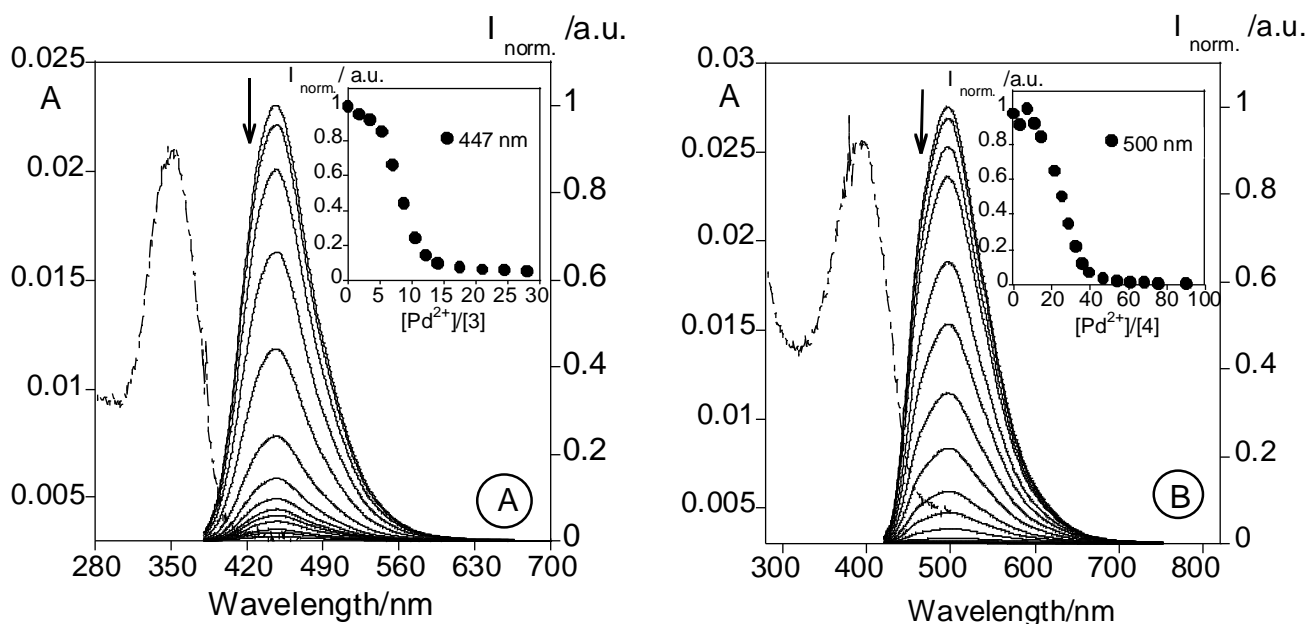 I norm. /a.u.
0.025
A
0.02
0.015
0.01
0.005
1
0.8
0.6
0.4
0.2
0
280 350 420 490 560 630 700
Wavelength/nm
A
I norm. / a.u.
1
0.8
0.6
0.4
0.2
0
447 nm
0 5 10 15 20 25 30
[Pd2+]/[3]
I norm. /a.u.
0.03
A
0.025
0.02
0.015
0.01
0.005
1
0.8
0.6
0.4
0.2
0
300 400 500 600 700 800
Wavelength/nm
B
I norm. /a.u.
1
0.8
0.6
0.4
0.2
0
500 nm
0 20 40 60 80 100
[Pd2+]/[4]